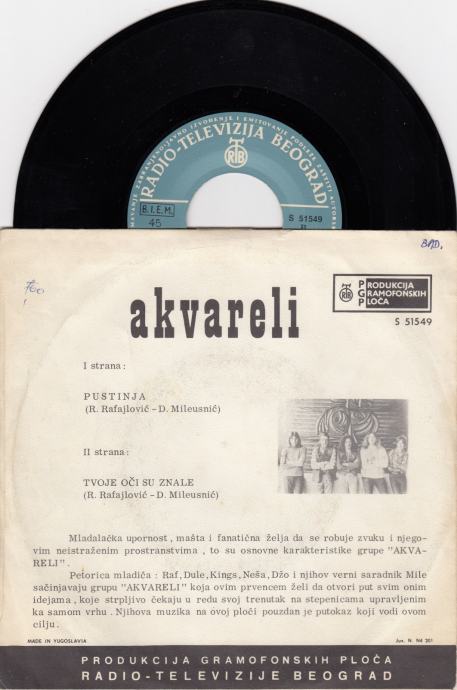 RADIO-TELEVIZIJA BEOGRAD
RTB
B.I.E.M.
45
S 51549
BAD.
760
akvareli
RTB
PGP
PRODUKCIJA
GRAMOFONSKIH
PLOČA
S 51549
I strana :
PUSTINJA
(R. Rafajlović – D. Mileusnić)
II strana :
TVOJE OČI SU ZNALE
(R. Rafajlović – D. Mileusnić)
Mladalačka upornost , mašta i fanatična želja da se robuje zvuku i njego-
vim neistraženim prostranstvima , to su osnovne karakteristike grupe "AKVA-
RELI" .
Petorica mladića : Raf, Dule, Kings, Neša, Džo i njihov verni saradnik Mile
sačinjavaju grupu "AKVARELI" koja ovim prvencem želi da otvori put svim onim
idejama , koje strpljivo čekaju u redu svoj trenutak na stepenicama upravljenim
ka samom vrhu . Njihova muzika na ovoj ploči pouzdan je putokaz koji vodi ovom
cilju .
MADE IN YUGOSLAVIA
Jus. N. N4 201
PRODUKCIJA GRAMOFONSKIH PLOČA
RADIO-TELEVIZIJE BEOGRAD